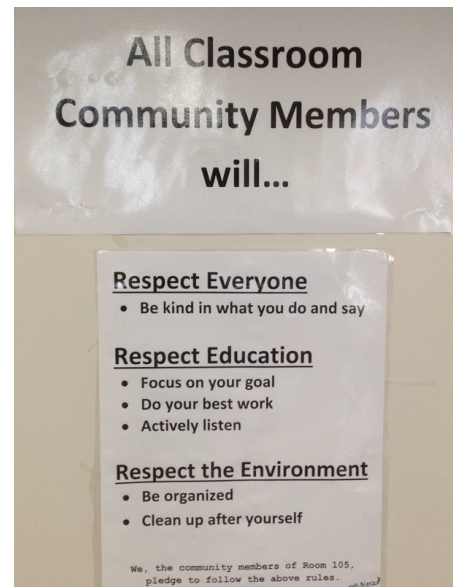 All Classroom
Community Members
will...
Respect Everyone
• Be kind in what you do and say
Respect Education
• Focus on your goal
• Do your best work
• Actively listen
Respect the Environment
• Be organized
• Clean up after yourself
We, the community members of Room 105,
pledge to follow the above rules.